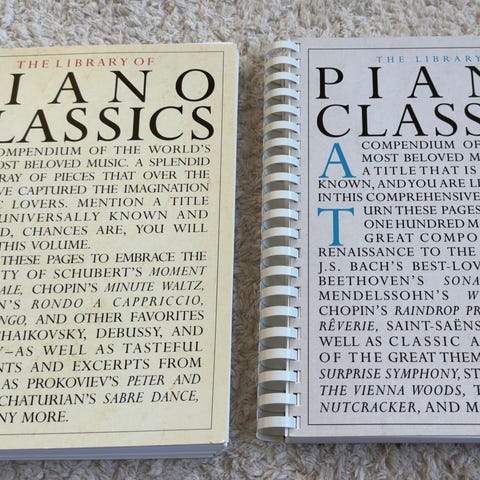 THE LIBRARY OF
IANO
LASSICS
COMPENDIUM OF THE WORLD'S
OST BELOVED MUSIC. A SPLENDID
RAY OF PIECES THAT OVER THE
VE CAPTURED THE IMAGINATION
C LOVERS. MENTION A TITLE
UNIVERSALLY KNOWN AND
D, CHANCES ARE, YOU WILL
THIS VOLUME.
THESE PAGES TO EMBRACE THE
TY OF SCHUBERT'S MOMENT
ALE, CHOPIN'S MINUTE WALTZ,
N'S RONDO A CAPPRICCIO,
NGO, AND OTHER FAVORITES
CHAIKOVSKY, DEBUSSY, AND
Y—AS WELL AS TASTEFUL
NTS AND EXCERPTS FROM
AS PROKOVIEV'S PETER AND
CHATURIAN'S SABRE DANCE,
NY MORE.
THE LIBRARY
PIAN
CLASS
A COMPENDIUM OF
MOST BELOVED M
A TITLE THAT IS
KNOWN, AND YOU ARE LI
IN THIS COMPREHENSIVE
TURN THESE PAGES
ONE HUNDRED M
GREAT COMPO
RENAISSANCE TO THE
J.S. BACH'S BEST-LOV
BEETHOVEN'S SONA
MENDELSSOHN'S W
CHOPIN'S RAINDROP PR
RÊVERIE, SAINT-SAËNS
WELL AS CLASSIC A
OF THE GREAT THEM
SURPRISE SYMPHONY, ST
THE VIENNA WOODS, T
NUTCRACKER, AND M